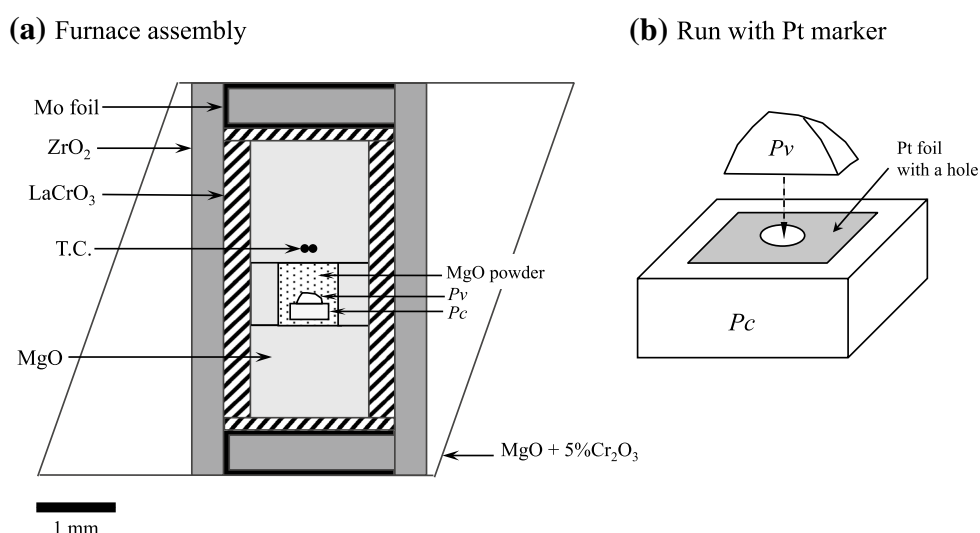 (a) Furnace assembly
(b) Run with Pt marker
Mo foil
ZrO₂
LaCrO₃
T.C.
MgO
MgO powder
Pv
Pc
MgO + 5%Cr₂O₃
1 mm
Pv
Pt foil
with a hole
Pc